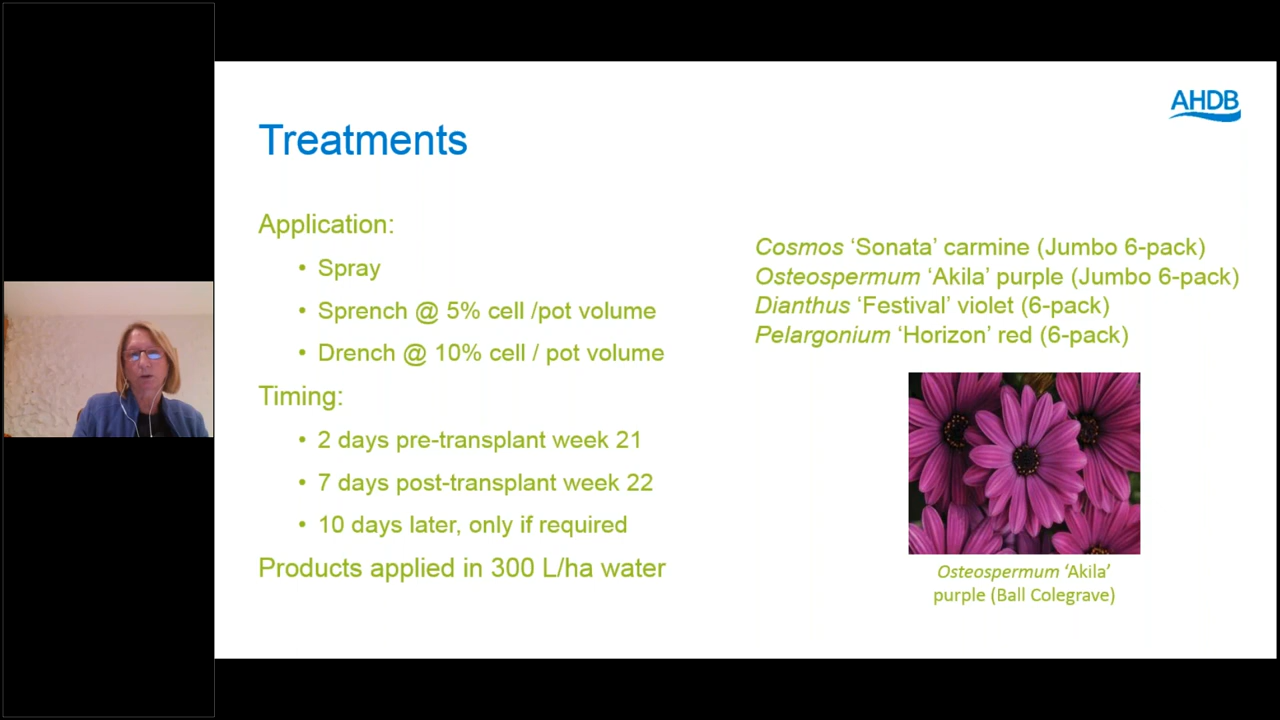 AHDB
Treatments
Application:
• Spray
• Sprench @ 5% cell /pot volume
• Drench @ 10% cell / pot volume
Timing:
• 2 days pre-transplant week 21
• 7 days post-transplant week 22
• 10 days later, only if required
Products applied in 300 L/ha water
Cosmos ‘Sonata’ carmine (Jumbo 6-pack)
Osteospermum ‘Akila’ purple (Jumbo 6-pack)
Dianthus ‘Festival’ violet (6-pack)
Pelargonium ‘Horizon’ red (6-pack)
Osteospermum ‘Akila’
purple (Ball Colegrave)